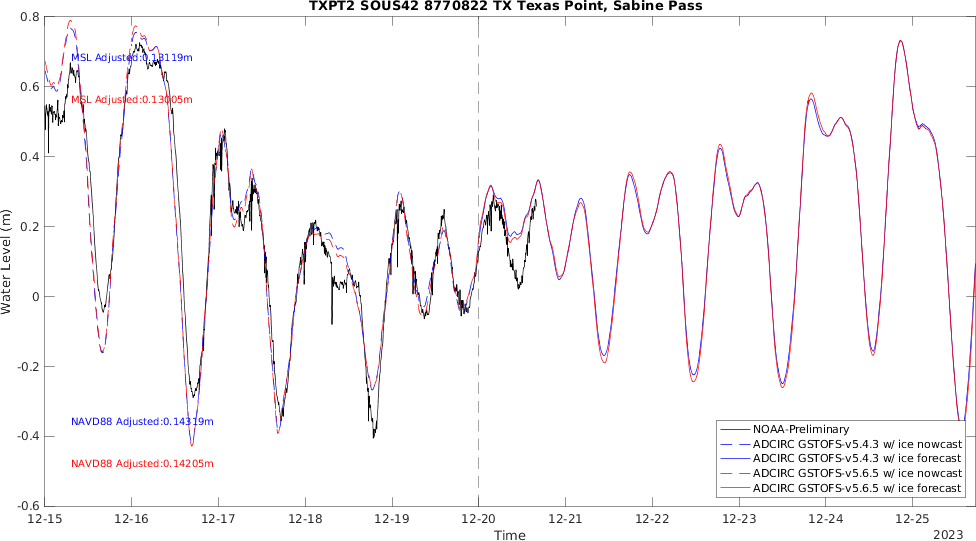 TXPT2 SOUS42 8770822 TX Texas Point, Sabine Pass
0.8
0.6
0.4
0.2
0
-0.2
-0.4
-0.6
Water Level (m)
MSL Adjusted:0.13119m
MSL Adjusted:0.13005m
NAVD88 Adjusted:0.14319m
NAVD88 Adjusted:0.14205m
NOAA-Preliminary
ADCIRC GSTOFS-v5.4.3 w/ ice nowcast
ADCIRC GSTOFS-v5.4.3 w/ ice forecast
ADCIRC GSTOFS-v5.6.5 w/ ice nowcast
ADCIRC GSTOFS-v5.6.5 w/ ice forecast
12-15 12-16 12-17 12-18 12-19 12-20 12-21 12-22 12-23 12-24 12-25
Time
2023